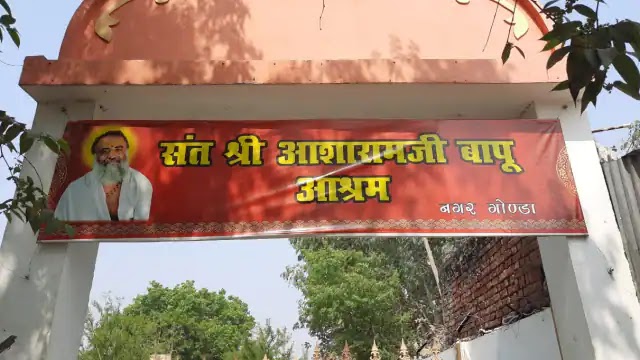 संत श्री आशारामजी बापू
आश्रम
नगर गोण्डा